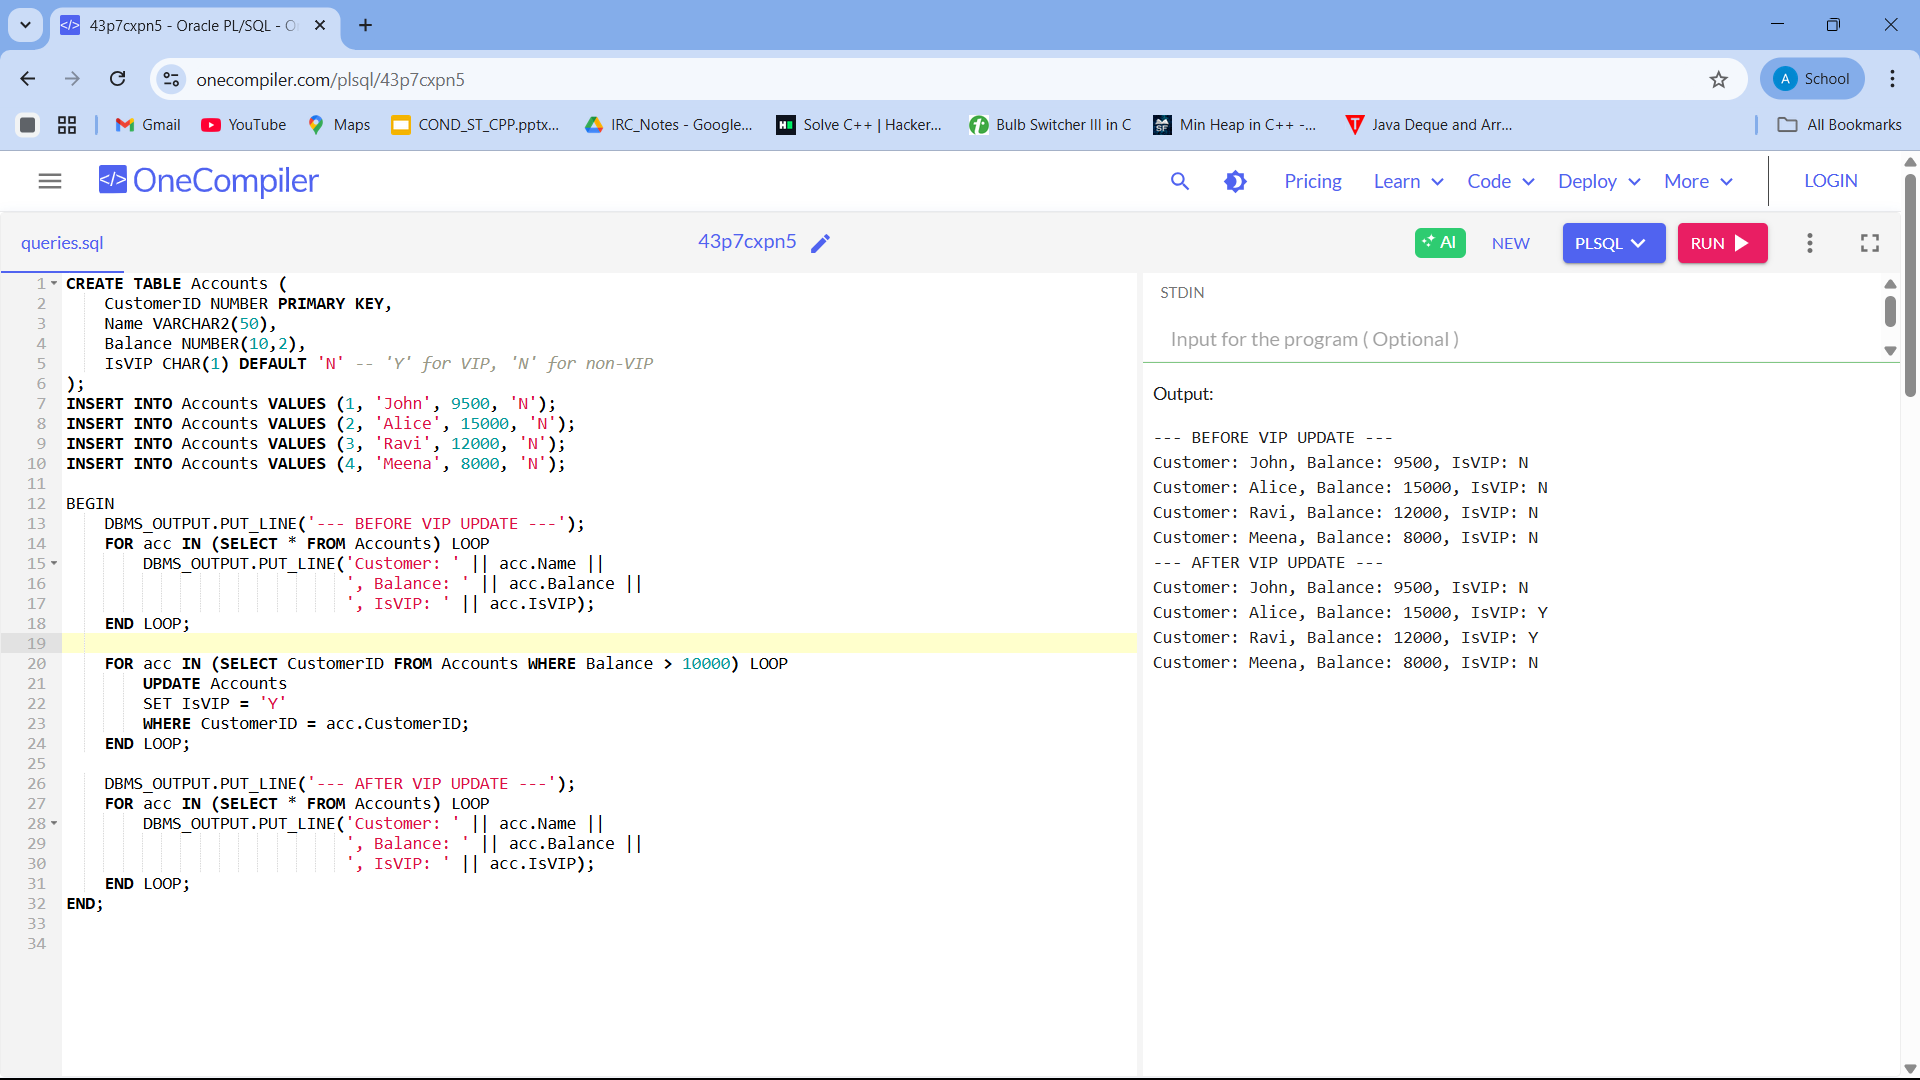 43p7cxpn5 - Oracle PL/SQL - O
onecompiler.com/plsql/43p7cxpn5
A School
Gmail YouTube Maps COND_ST_CPP.pptx... IRC_Notes - Google... Solve C++ | Hacker... Bulb Switcher III in C Min Heap in C++ -... Java Deque and Arr... All Bookmarks
</> OneCompiler Pricing Learn Code Deploy More LOGIN
queries.sql 43p7cxpn5 AI NEW PLSQL RUN
1 CREATE TABLE Accounts (
2     CustomerID NUMBER PRIMARY KEY,
3     Name VARCHAR2(50),
4     Balance NUMBER(10,2),
5     IsVIP CHAR(1) DEFAULT 'N' -- 'Y' for VIP, 'N' for non-VIP
6 );
7 INSERT INTO Accounts VALUES (1, 'John', 9500, 'N');
8 INSERT INTO Accounts VALUES (2, 'Alice', 15000, 'N');
9 INSERT INTO Accounts VALUES (3, 'Ravi', 12000, 'N');
10 INSERT INTO Accounts VALUES (4, 'Meena', 8000, 'N');
11
12 BEGIN
13     DBMS_OUTPUT.PUT_LINE('--- BEFORE VIP UPDATE ---');
14     FOR acc IN (SELECT * FROM Accounts) LOOP
15         DBMS_OUTPUT.PUT_LINE('Customer: ' || acc.Name ||
16                              ', Balance: ' || acc.Balance ||
17                              ', IsVIP: ' || acc.IsVIP);
18     END LOOP;
19
20     FOR acc IN (SELECT CustomerID FROM Accounts WHERE Balance > 10000) LOOP
21         UPDATE Accounts
22         SET IsVIP = 'Y'
23         WHERE CustomerID = acc.CustomerID;
24     END LOOP;
25
26     DBMS_OUTPUT.PUT_LINE('--- AFTER VIP UPDATE ---');
27     FOR acc IN (SELECT * FROM Accounts) LOOP
28         DBMS_OUTPUT.PUT_LINE('Customer: ' || acc.Name ||
29                              ', Balance: ' || acc.Balance ||
30                              ', IsVIP: ' || acc.IsVIP);
31     END LOOP;
32 END;
33
34
STDIN
Input for the program ( Optional )
Output:
--- BEFORE VIP UPDATE ---
Customer: John, Balance: 9500, IsVIP: N
Customer: Alice, Balance: 15000, IsVIP: N
Customer: Ravi, Balance: 12000, IsVIP: N
Customer: Meena, Balance: 8000, IsVIP: N
--- AFTER VIP UPDATE ---
Customer: John, Balance: 9500, IsVIP: N
Customer: Alice, Balance: 15000, IsVIP: Y
Customer: Ravi, Balance: 12000, IsVIP: Y
Customer: Meena, Balance: 8000, IsVIP: N